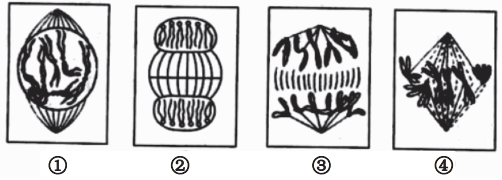 ① ② ③ ④